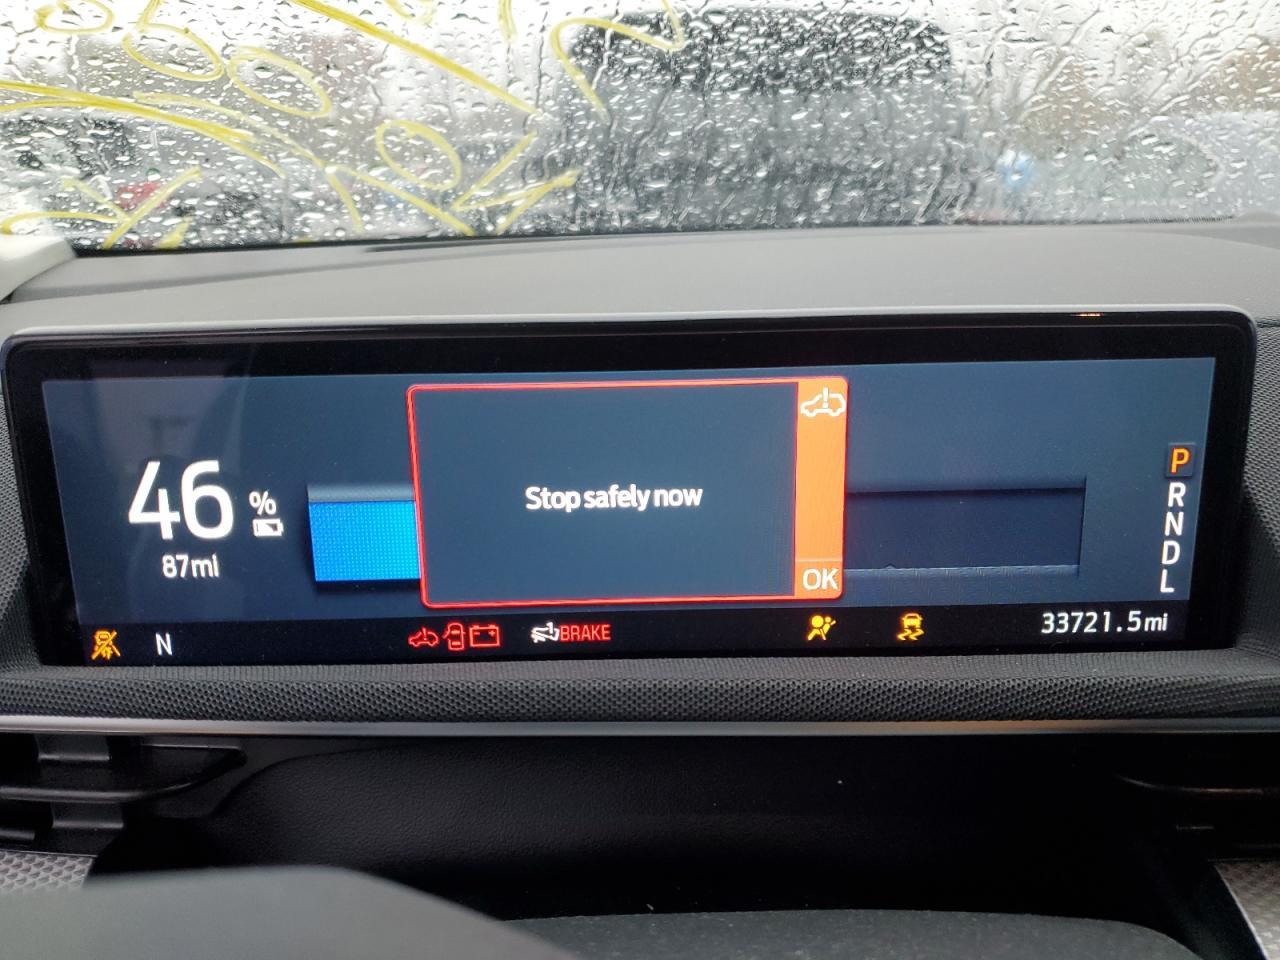 46 %
87mi
Stop safely now
OK
P
R
N
D
L
N
BRAKE
33721.5mi